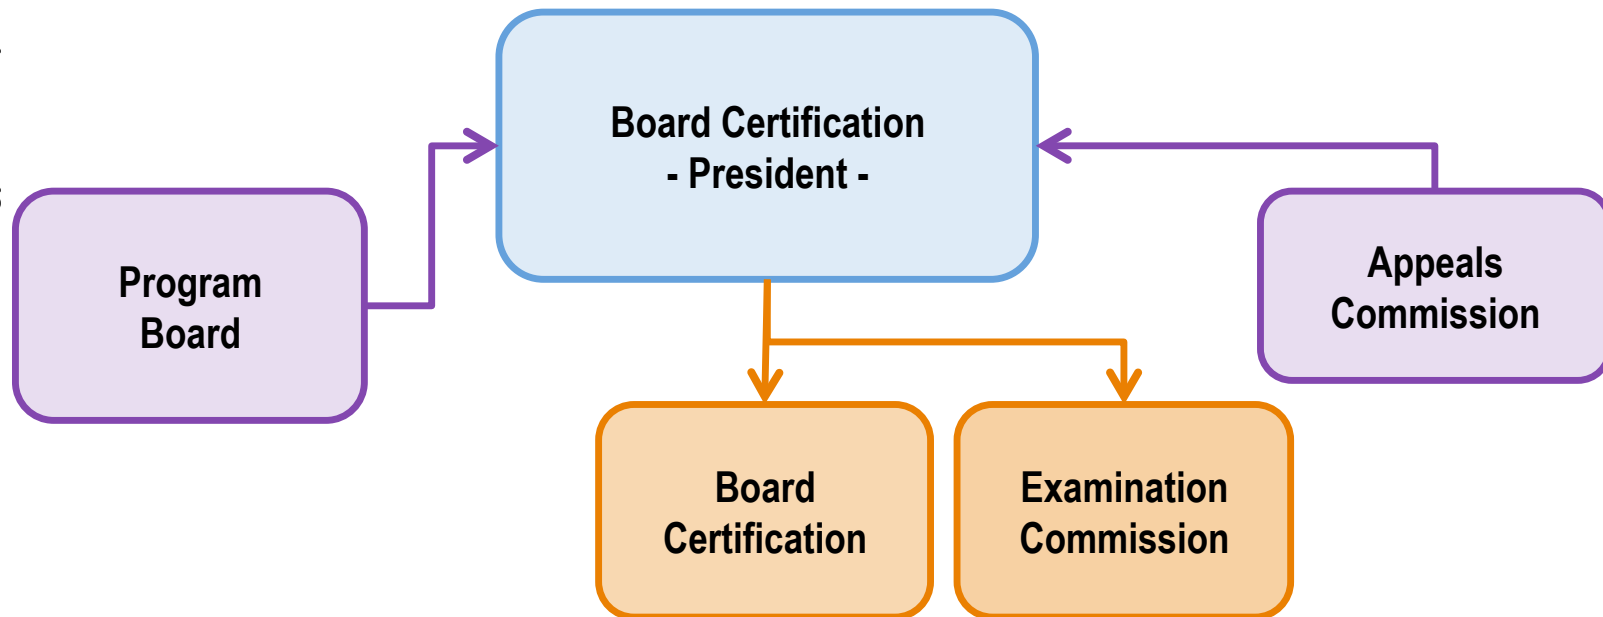 Board Certification
- President -
Program
Board
Appeals
Commission
Board
Certification
Examination
Commission